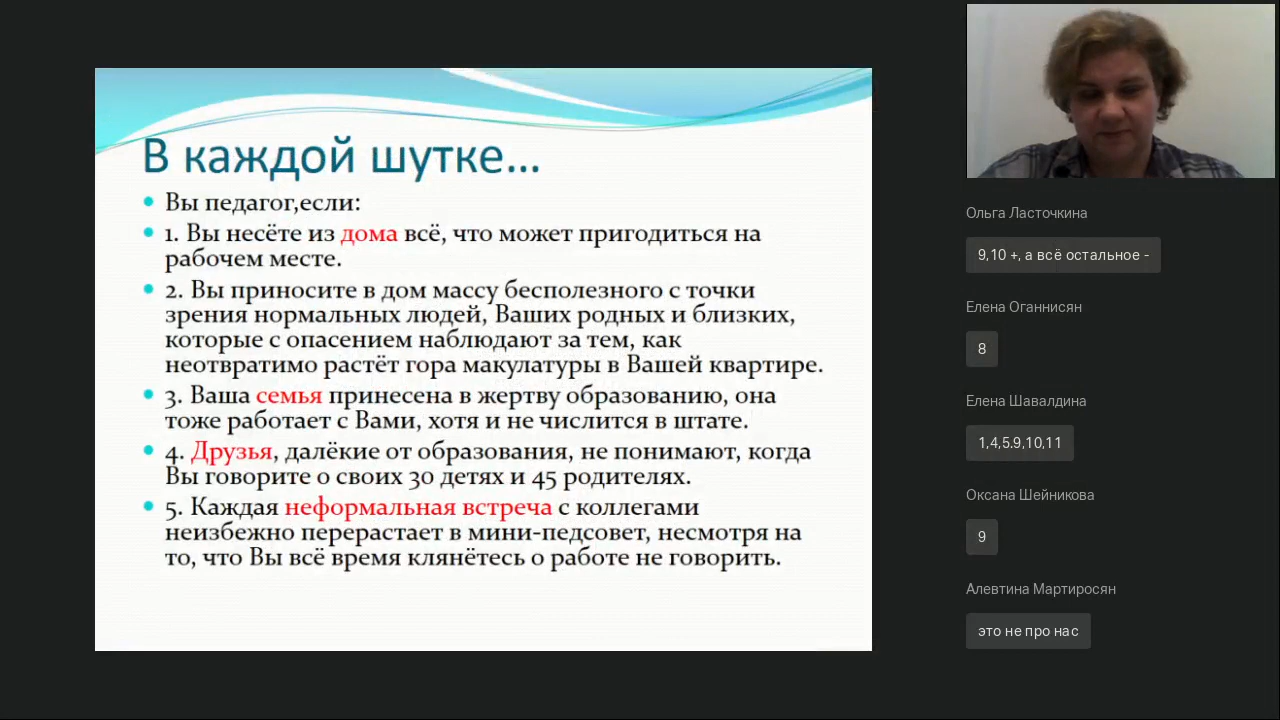 В каждой шутке...
Вы педагог,если:
1. Вы несёте из дома всё, что может пригодиться на
рабочем месте.
2. Вы приносите в дом массу бесполезного с точки
зрения нормальных людей, Ваших родных и близких,
которые с опасением наблюдают за тем, как
неотвратимо растёт гора макулатуры в Вашей квартире.
3. Ваша семья принесена в жертву образованию, она
тоже работает с Вами, хотя и не числится в штате.
4. Друзья, далёкие от образования, не понимают, когда
Вы говорите о своих 30 детях и 45 родителях.
5. Каждая неформальная встреча с коллегами
неизбежно перерастает в мини-педсовет, несмотря на
то, что Вы всё время клянётесь о работе не говорить.
Ольга Ласточкина
9,10 +, а всё остальное -
Елена Оганнисян
8
Елена Шавалдина
1,4,5.9,10,11
Оксана Шейникова
9
Алевтина Мартиросян
это не про нас